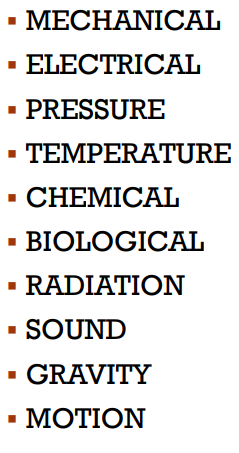 ▪ MECHANICAL
▪ ELECTRICAL
▪ PRESSURE
▪ TEMPERATURE
▪ CHEMICAL
▪ BIOLOGICAL
▪ RADIATION
▪ SOUND
▪ GRAVITY
▪ MOTION